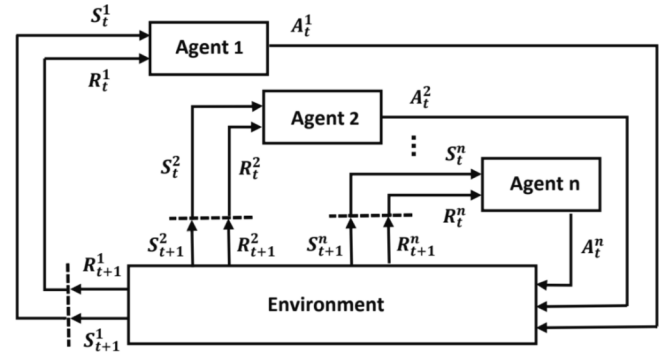 S_t^1
Agent 1
A_t^1
R_t^1
Agent 2
A_t^2
S_t^2
R_t^2
⋮
S_t^n
Agent n
R_t^n
S_{t+1}^2
R_{t+1}^2
S_{t+1}^n
R_{t+1}^n
A_t^n
R_{t+1}^1
Environment
S_{t+1}^1